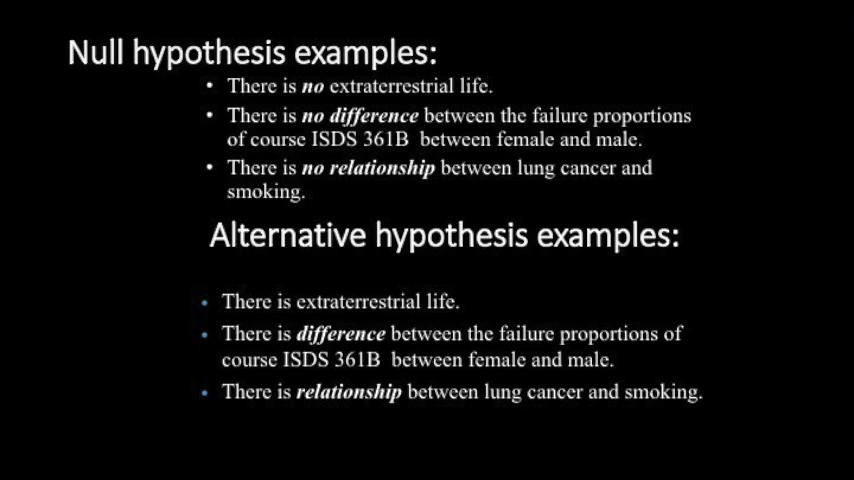 Null hypothesis examples:
• There is no extraterrestrial life.
• There is no difference between the failure proportions
of course ISDS 361B between female and male.
• There is no relationship between lung cancer and
smoking.
Alternative hypothesis examples:
• There is extraterrestrial life.
• There is difference between the failure proportions of
course ISDS 361B between female and male.
• There is relationship between lung cancer and smoking.